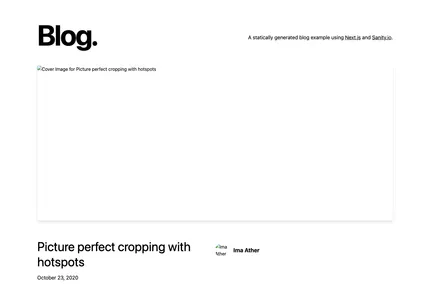 Blog.
A statically generated blog example using Next.js and Sanity.io.
Cover Image for Picture perfect cropping with hotspots
Picture perfect cropping with
hotspots
Ima
Ather
Ima Ather
October 23, 2020